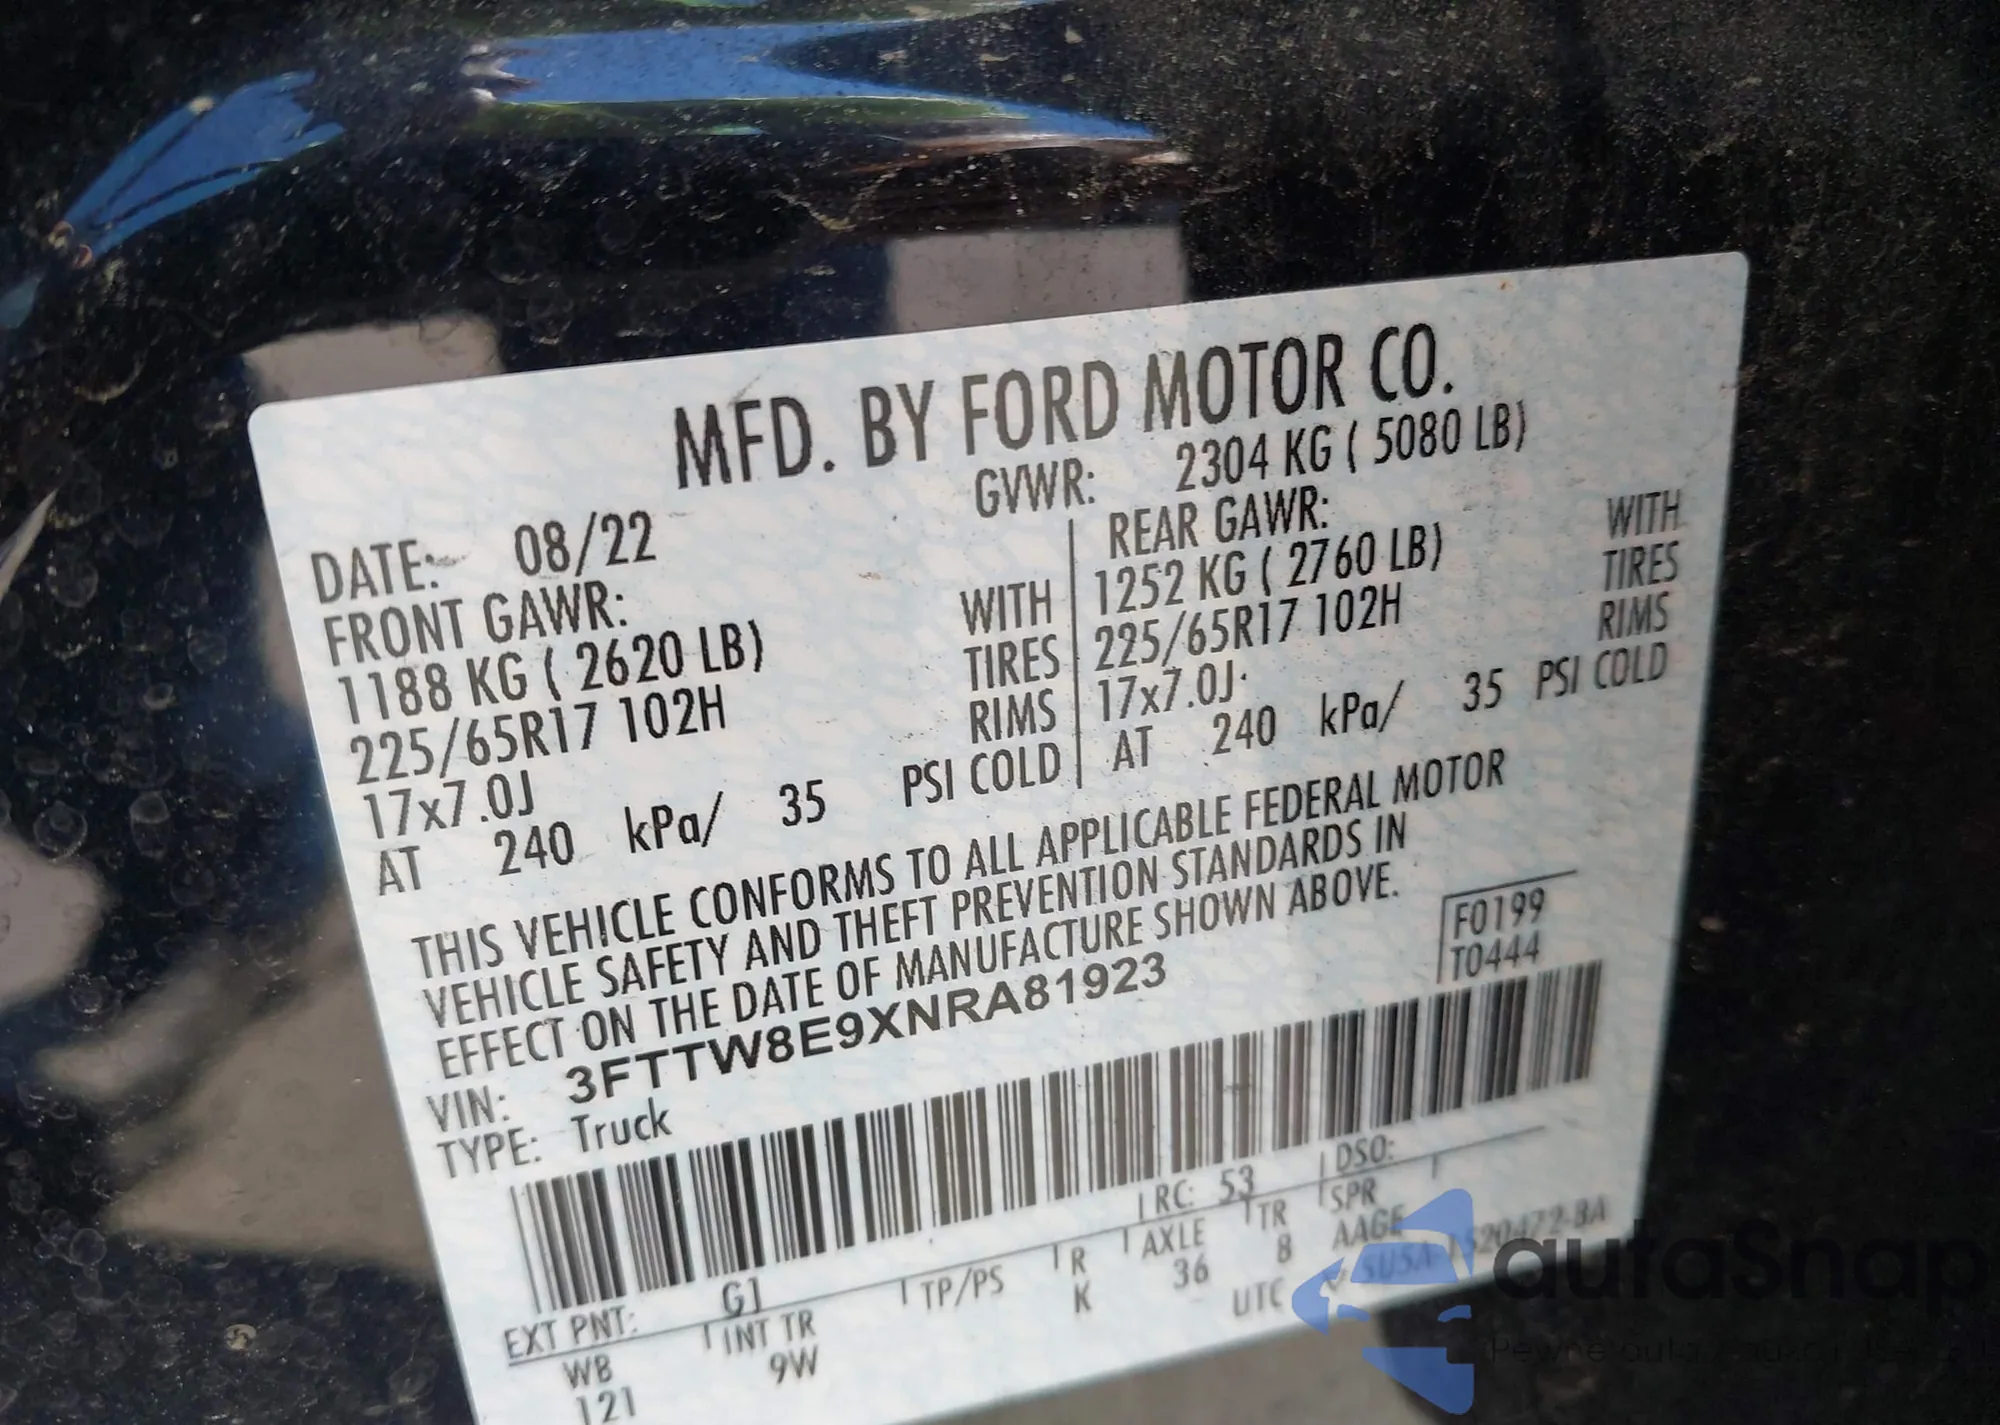 MFD. BY FORD MOTOR CO.
GVWR: 2304 KG ( 5080 LB)
DATE: 08/22
FRONT GAWR:
1188 KG ( 2620 LB) WITH
225/65R17 102H TIRES
17x7.0J RIMS
AT 240 kPa/ 35 PSI COLD
REAR GAWR:
1252 KG ( 2760 LB) WITH
225/65R17 102H TIRES
17x7.0J RIMS
AT 240 kPa/ 35 PSI COLD
THIS VEHICLE CONFORMS TO ALL APPLICABLE FEDERAL MOTOR
VEHICLE SAFETY AND THEFT PREVENTION STANDARDS IN
EFFECT ON THE DATE OF MANUFACTURE SHOWN ABOVE.
F0199
T0444
VIN: 3FTTW8E9XNRA81923
TYPE: Truck
EXT PNT: G1 RC: 53 DSO:
WB INT TR TP/PS R AXLE TR SPR
121 9W K 36 8 AAGE
UTC
autoSnap